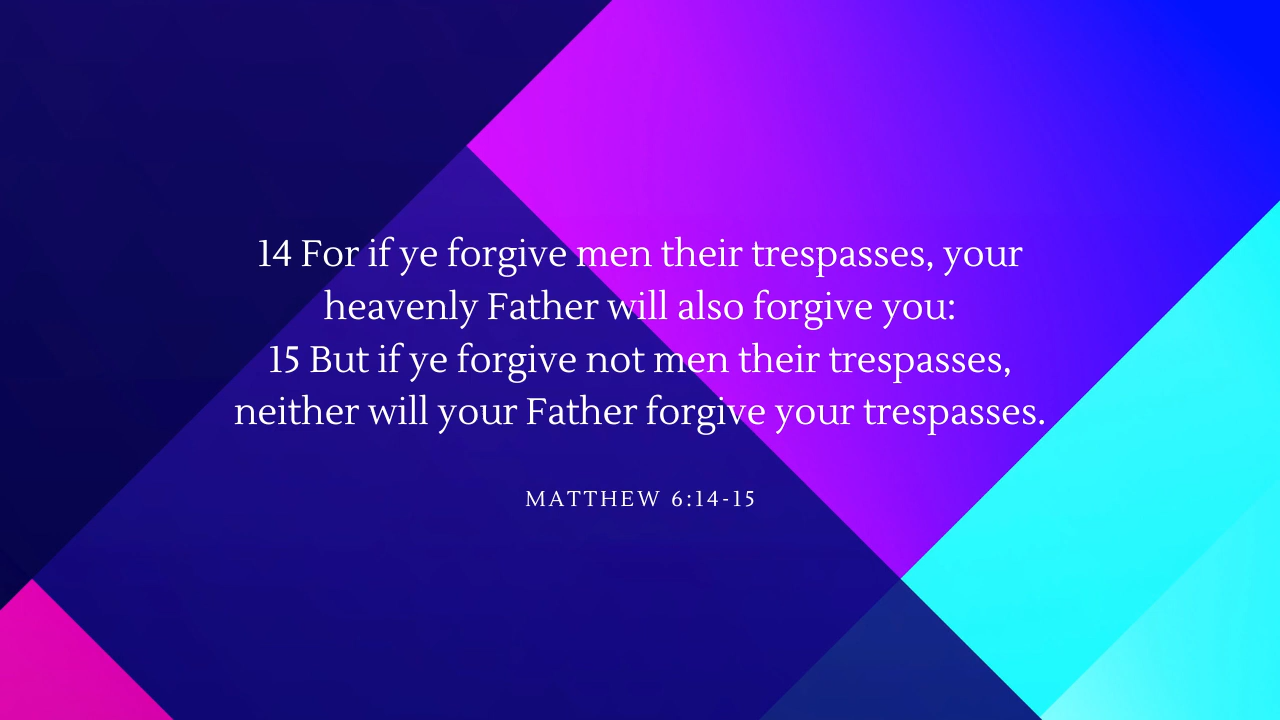 14 For if ye forgive men their trespasses, your
heavenly Father will also forgive you:
15 But if ye forgive not men their trespasses,
neither will your Father forgive your trespasses.
MATTHEW 6:14-15